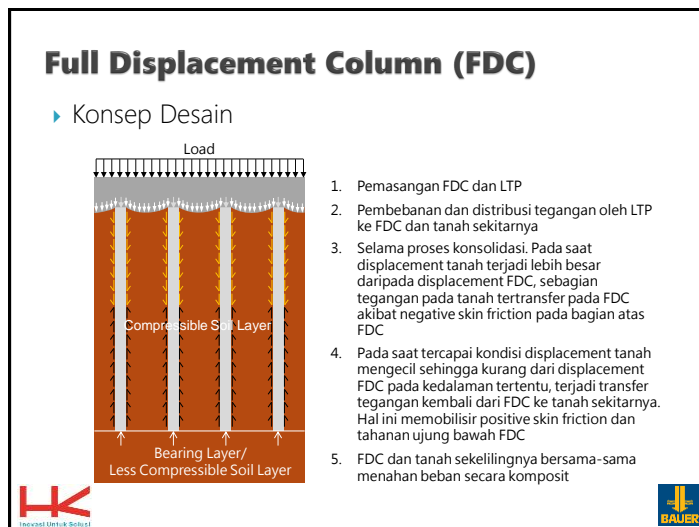 Full Displacement Column (FDC)
Konsep Desain
Load
Compressible Soil Layer
Bearing Layer/
Less Compressible Soil Layer
1. Pemasangan FDC dan LTP
2. Pembebanan dan distribusi tegangan oleh LTP
ke FDC dan tanah sekitarnya
3. Selama proses konsolidasi. Pada saat
displacement tanah terjadi lebih besar
daripada displacement FDC, sebagian
tegangan pada tanah tertransfer pada FDC
akibat negative skin friction pada bagian atas
FDC
4. Pada saat tercapai kondisi displacement tanah
mengecil sehingga kurang dari displacement
FDC pada kedalaman tertentu, terjadi transfer
tegangan kembali dari FDC ke tanah sekitarnya.
Hal ini memobilisir positive skin friction dan
tahanan ujung bawah FDC
5. FDC dan tanah sekelilingnya bersama-sama
menahan beban secara komposit
HK
Inovasi Untuk Solusi
BAUER